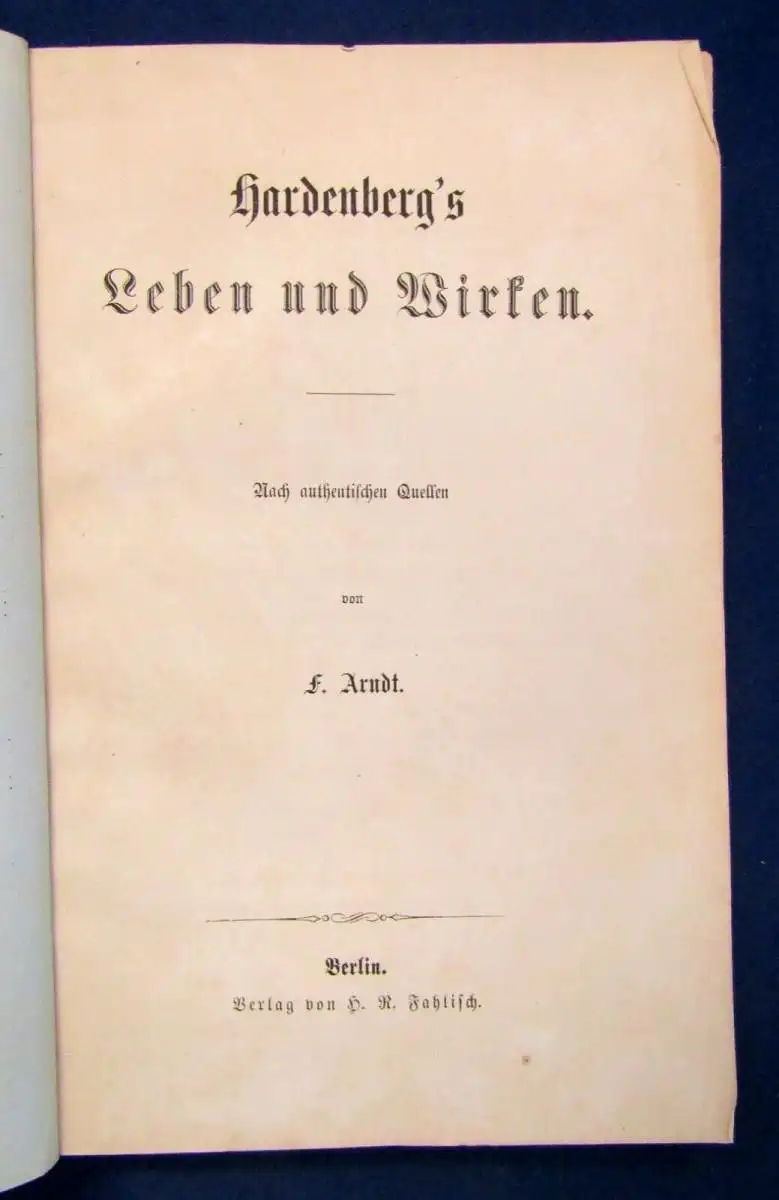 Hardenberg's
Leben und Wirken.
Nach authentischen Quellen
von
F. Arndt.
Berlin.
Verlag von H. R. Fahlisch.